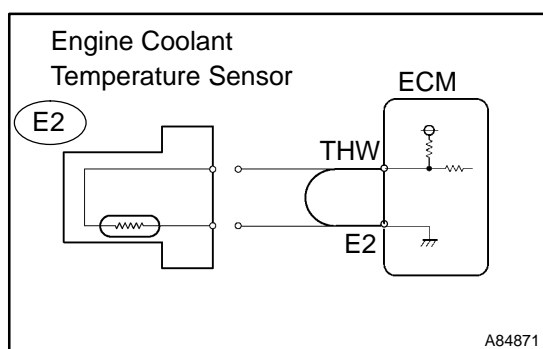 Engine Coolant
Temperature Sensor
ECM
E2
THW
E2
A84871